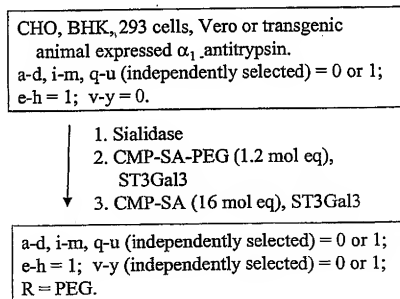 CHO, BHK, 293 cells, Vero or transgenic
animal expressed α₁ antitrypsin.
a-d, i-m, q-u (independently selected) = 0 or 1;
e-h = 1; v-y = 0.
1. Sialidase
2. CMP-SA-PEG (1.2 mol eq),
ST3Gal3
3. CMP-SA (16 mol eq), ST3Gal3
a-d, i-m, q-u (independently selected) = 0 or 1;
e-h = 1; v-y (independently selected) = 0 or 1;
R = PEG.